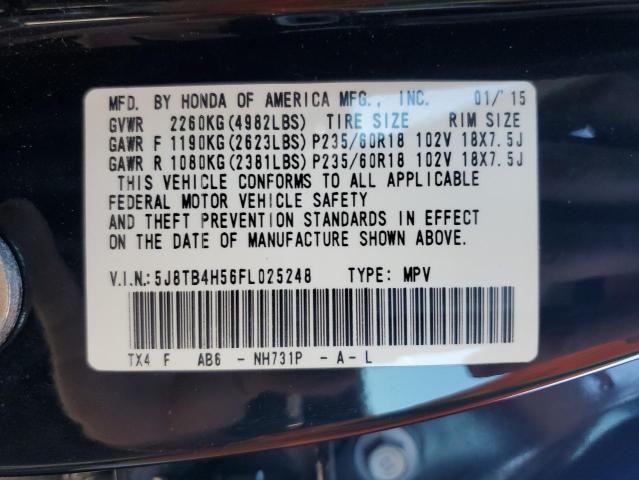 MFD. BY HONDA OF AMERICA MFG., INC. 01/'15
GVWR 2260KG(4982LBS) TIRE SIZE RIM SIZE
GAWR F 1190KG(2623LBS) P235/60R18 102V 18X7.5J
GAWR R 1080KG(2381LBS) P235/60R18 102V 18X7.5J
THIS VEHICLE CONFORMS TO ALL APPLICABLE
FEDERAL MOTOR VEHICLE SAFETY
AND THEFT PREVENTION STANDARDS IN EFFECT
ON THE DATE OF MANUFACTURE SHOWN ABOVE.
V.I.N.: 5J8TB4H56FL025248 TYPE: MPV
TX4 F AB6 - NH731P - A - L